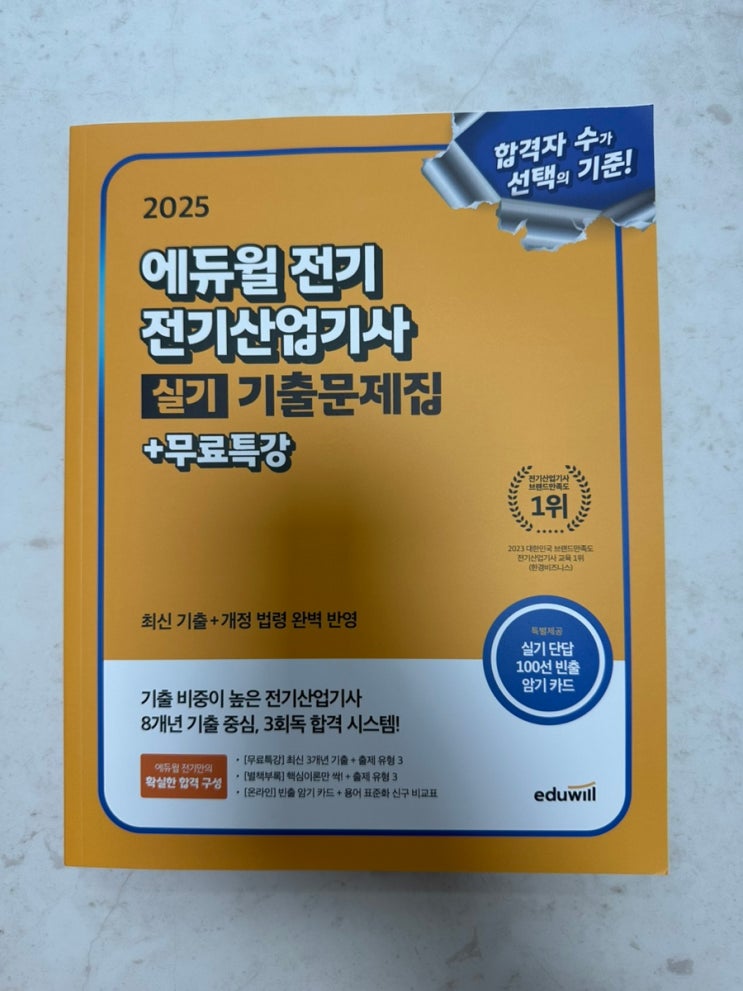 합격자 수가
선택의 기준!
2025
에듀윌 전기
전기산업기사
실기 기출문제집
+무료특강
전기산업기사
브랜드만족도
1위
2023 대한민국 브랜드만족도
전기산업기사 교육 1위
(한경비즈니스)
최신 기출+개정 법령 완벽 반영
특별제공
실기 단답
100선 빈출
암기 카드
기출 비중이 높은 전기산업기사
8개년 기출 중심, 3회독 합격 시스템!
에듀윌 전기만의
확실한 합격 구성
• [무료특강] 최신 3개년 기출 + 출제 유형 3
• [별책부록] 핵심이론만 싹! + 출제 유형 3
• [온라인] 빈출 암기 카드 + 용어 표준화 신구 비교표
eduwill